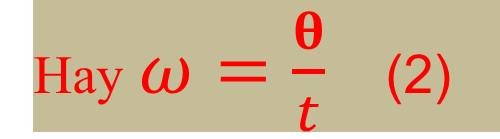 Hay ω = θ/t (2)